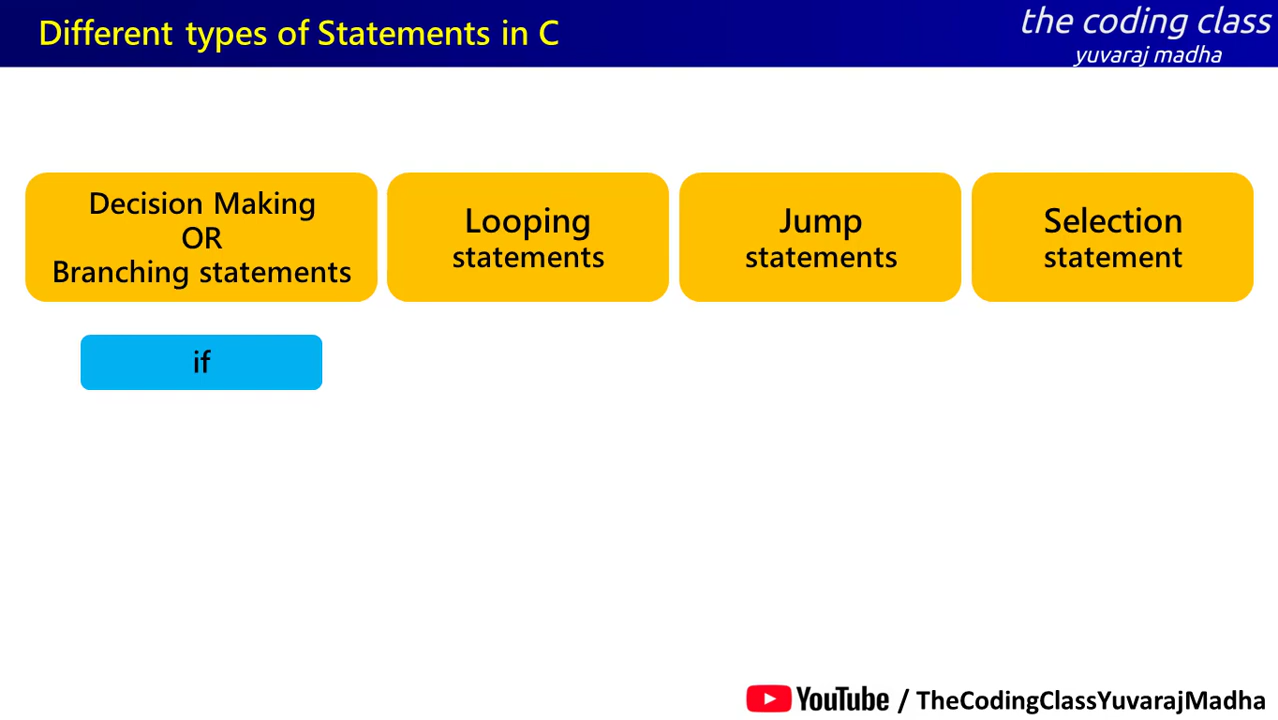 Different types of Statements in C
the coding class
yuvaraj madha
Decision Making
OR
Branching statements
Looping
statements
Jump
statements
Selection
statement
if
YouTube / TheCodingClassYuvarajMadha